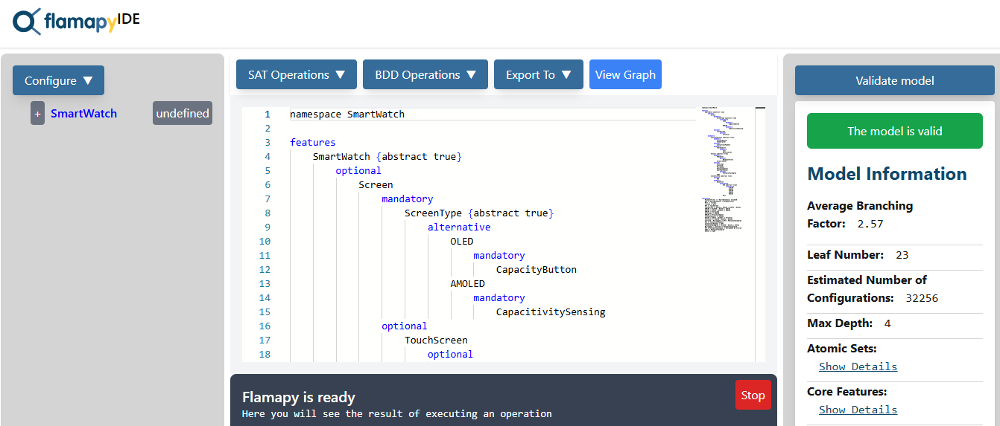 flamapyIDE
Configure ▼
+ SmartWatch undefined
SAT Operations ▼ BDD Operations ▼ Export To ▼ View Graph
1 namespace SmartWatch
2
3 features
4 SmartWatch {abstract true}
5 optional
6 Screen
7 mandatory
8 ScreenType {abstract true}
9 alternative
10 OLED
11 mandatory
12 CapacityButton
13 AMOLED
14 mandatory
15 CapacitivitySensing
16 optional
17 TouchScreen
18 optional
Flamapy is ready
Here you will see the result of executing an operation
Stop
Validate model
The model is valid
Model Information
Average Branching
Factor: 2.57
Leaf Number: 23
Estimated Number of
Configurations: 32256
Max Depth: 4
Atomic Sets:
Show Details
Core Features:
Show Details